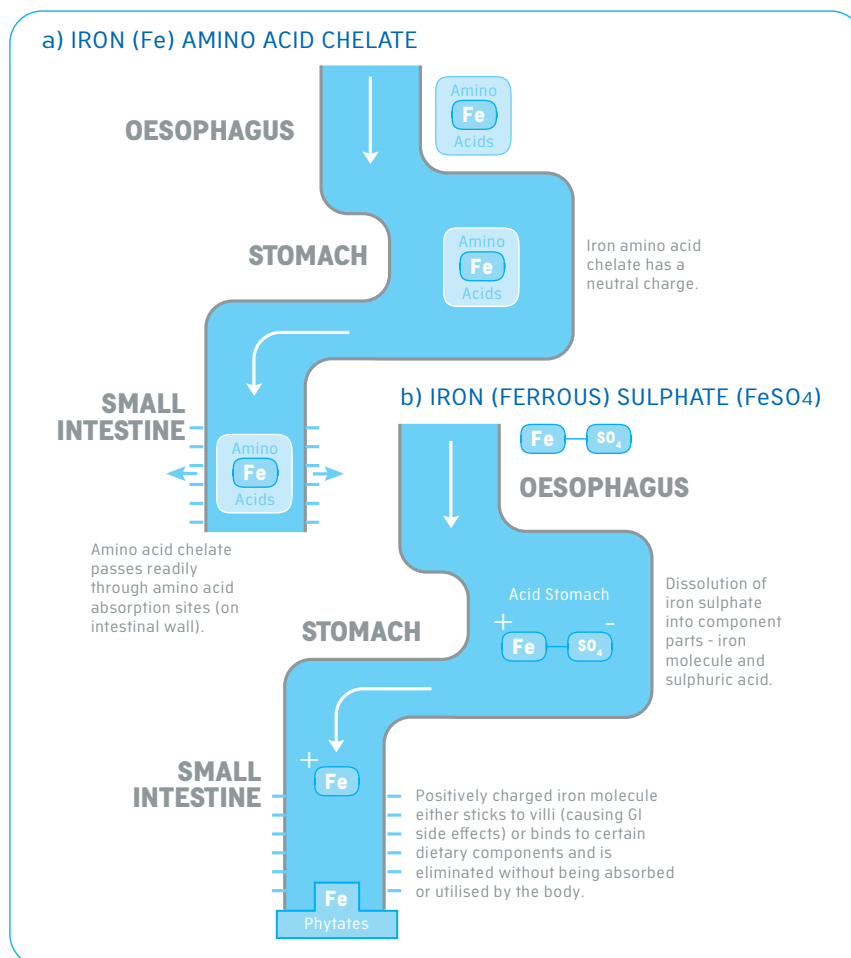 a) IRON (Fe) AMINO ACID CHELATE
Amino
Fe
Acids
OESOPHAGUS
STOMACH
Amino
Fe
Acids
Iron amino acid
chelate has a
neutral charge.
SMALL
INTESTINE
Amino
Fe
Acids
Amino acid chelate
passes readily
through amino acid
absorption sites (on
intestinal wall).
b) IRON (FERROUS) SULPHATE (FeSO4)
Fe SO₄
OESOPHAGUS
Acid Stomach
+ -
Fe SO₄
STOMACH
Dissolution of
iron sulphate
into component
parts - iron
molecule and
sulphuric acid.
SMALL
INTESTINE
+
Fe
Positively charged iron molecule
either sticks to villi (causing GI
side effects) or binds to certain
dietary components and is
eliminated without being absorbed
or utilised by the body.
Fe
Phytates